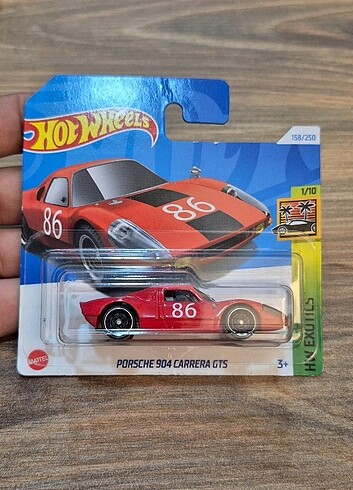 HOT WHEELS
158/250
1/10
86
86
86
HW EXOTICS
MATTEL
PORSCHE 904 CARRERA GTS
3+